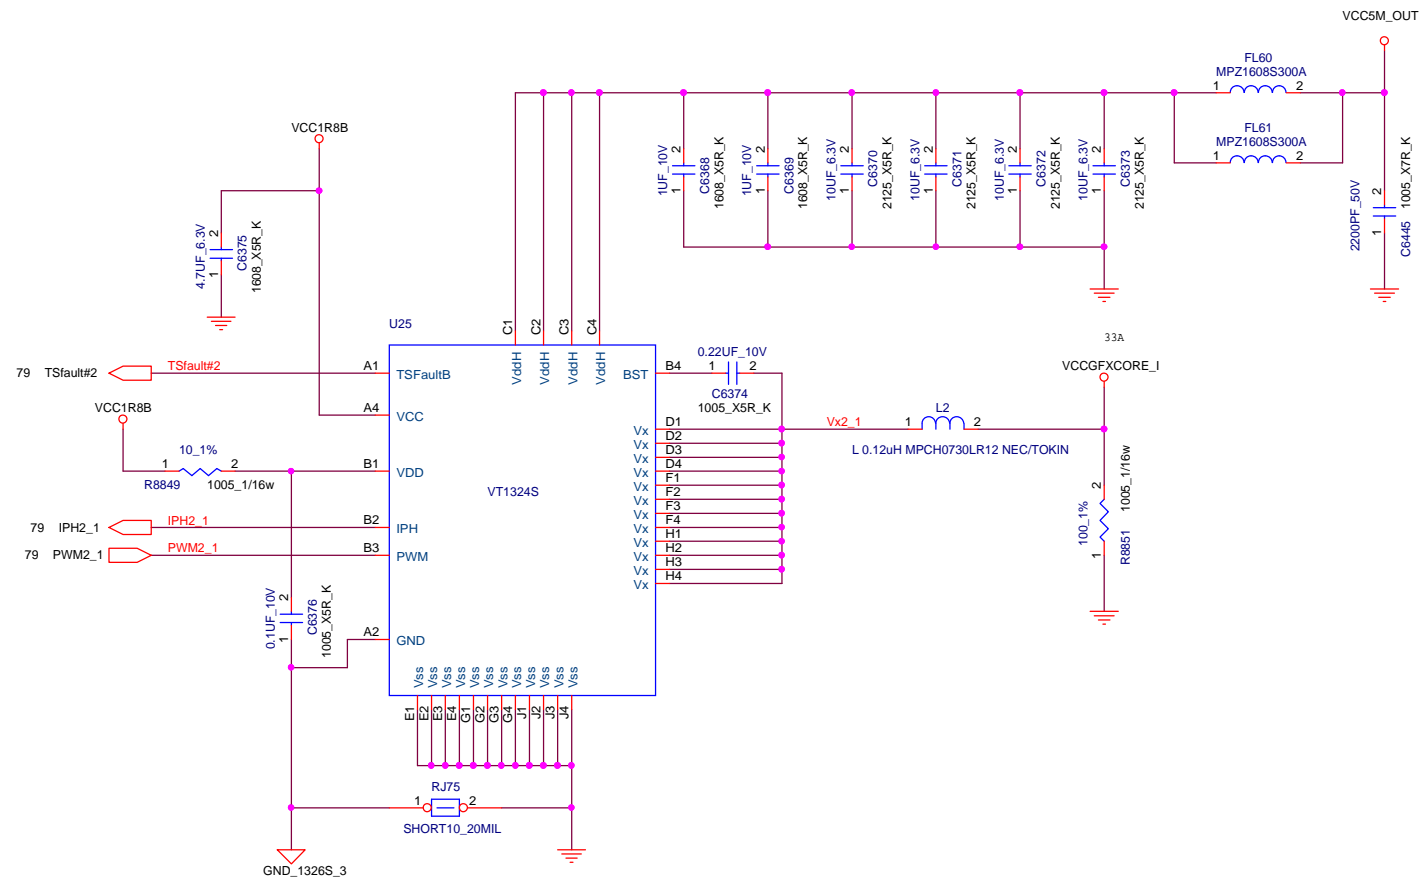 VCC5M_OUT
FL60
MPZ1608S300A
1 2
FL61
MPZ1608S300A
1 2
VCC1R8B
1UF_10V
2
1
C6368
1608_X5R_K
1UF_10V
2
1
C6369
1608_X5R_K
10UF_6.3V
2
1
C6370
2125_X5R_K
10UF_6.3V
2
1
C6371
2125_X5R_K
10UF_6.3V
2
1
C6372
2125_X5R_K
10UF_6.3V
2
1
C6373
2125_X5R_K
2200PF_50V
2
1
1005_X7R_K
C6445
4.7UF_6.3V
2
1
C6375
1608_X5R_K
U25
C1
C2
C3
C4
VddH
VddH
VddH
VddH
33A
VCCGFXCORE_I
79 TSfault#2
TSfault#2
A1
TSFaultB
BST
B4
0.22UF_10V
1 2
C6374
1005_X5R_K
VCC1R8B
A4
VCC
10_1%
1 2
R8849
1005_1/16w
B1
VDD
VT1324S
Vx D1
Vx D2
Vx D3
Vx D4
Vx F1
Vx F2
Vx F3
Vx F4
Vx H1
Vx H2
Vx H3
Vx H4
Vx2_1
1 L2 2
L 0.12uH MPCH0730LR12 NEC/TOKIN
100_1%
2
1
1005_1/16w
R8851
79 IPH2_1
IPH2_1
B2
IPH
79 PWM2_1
PWM2_1
B3
PWM
0.1UF_10V
2
1
C6376
1005_X5R_K
A2
GND
Vss
Vss
Vss
Vss
Vss
Vss
Vss
Vss
Vss
Vss
Vss
Vss
E1
E2
E3
E4
G1
G2
G3
G4
J1
J2
J3
J4
RJ75
1 2
SHORT10_20MIL
GND_1326S_3